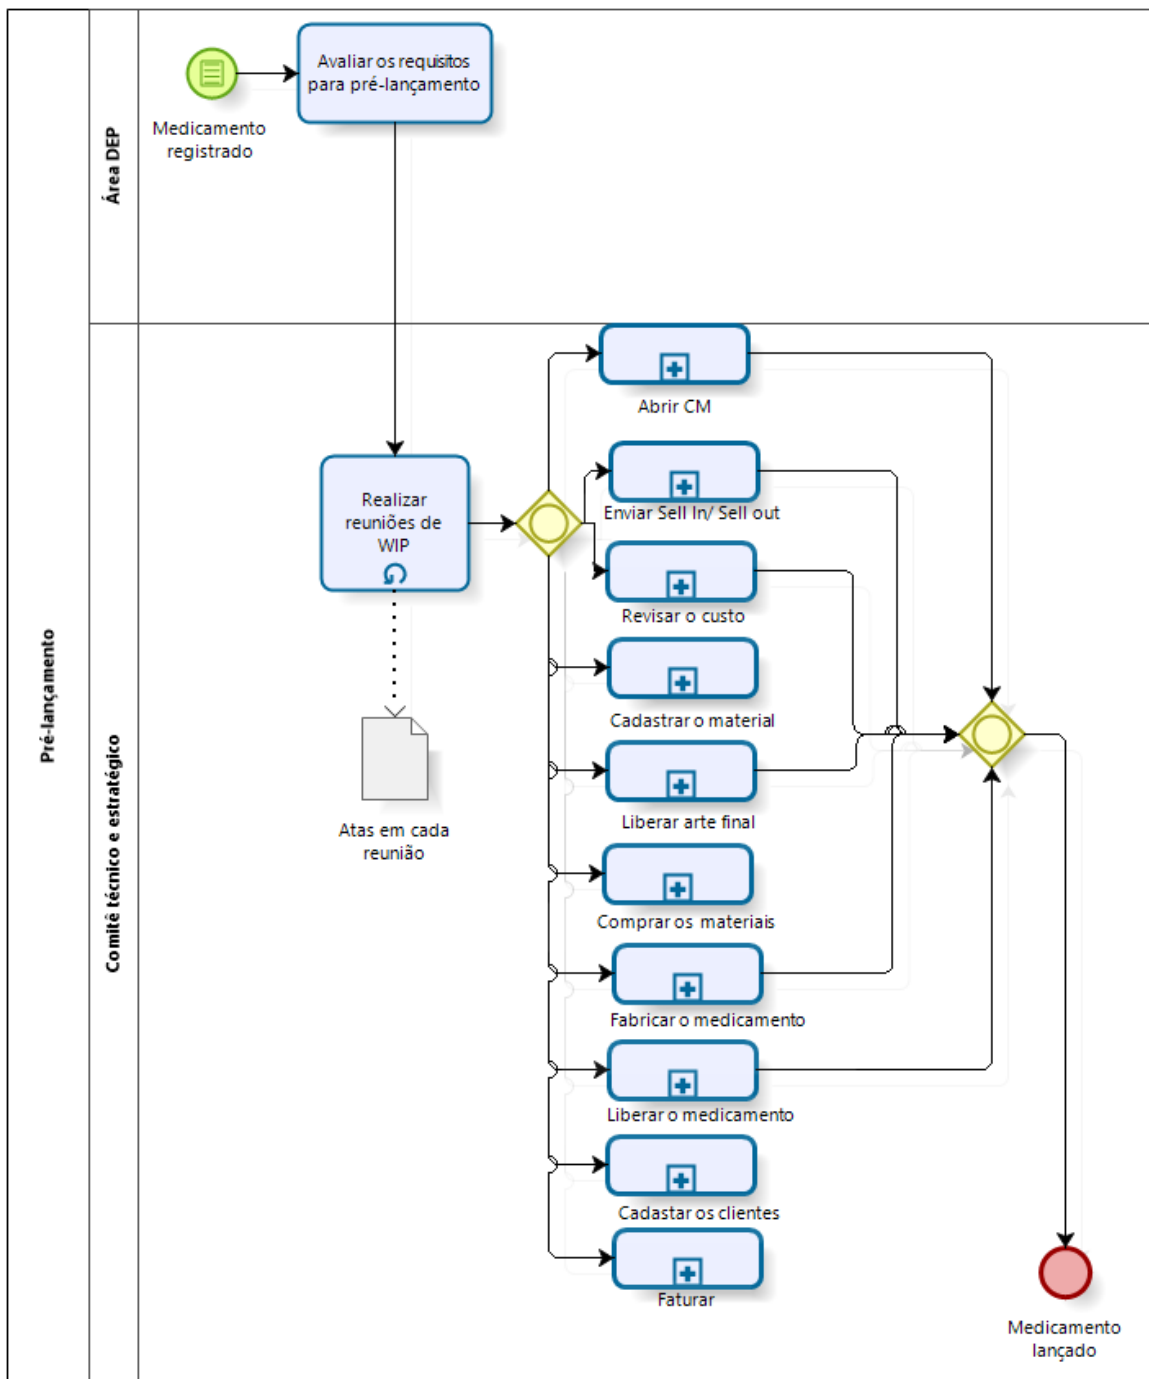 Pré-lançamento
Área DEP
Medicamento
registrado
Avaliar os requisitos
para pré-lançamento
Comitê técnico e estratégico
Realizar
reuniões de
WIP
Atas em cada
reunião
Abrir CM
Enviar Sell In/ Sell out
Revisar o custo
Cadastrar o material
Liberar arte final
Comprar os materiais
Fabricar o medicamento
Liberar o medicamento
Cadastar os clientes
Faturar
Medicamento
lançado